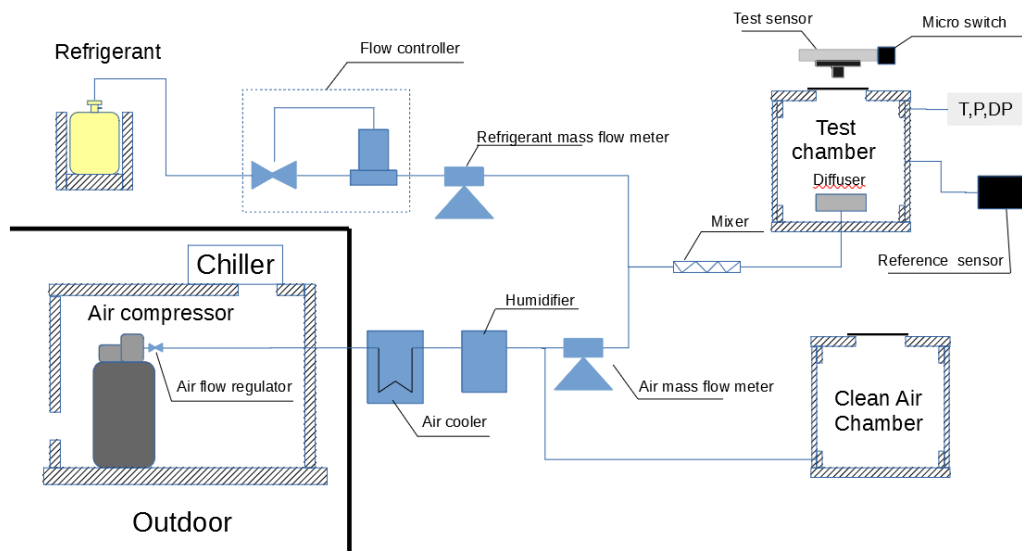 Refrigerant
Flow controller
Test sensor
Micro switch
T,P,DP
Test
chamber
Diffuser
Refrigerant mass flow meter
Mixer
Reference sensor
Chiller
Air compressor
Humidifier
Air flow regulator
Air mass flow meter
Air cooler
Clean Air
Chamber
Outdoor